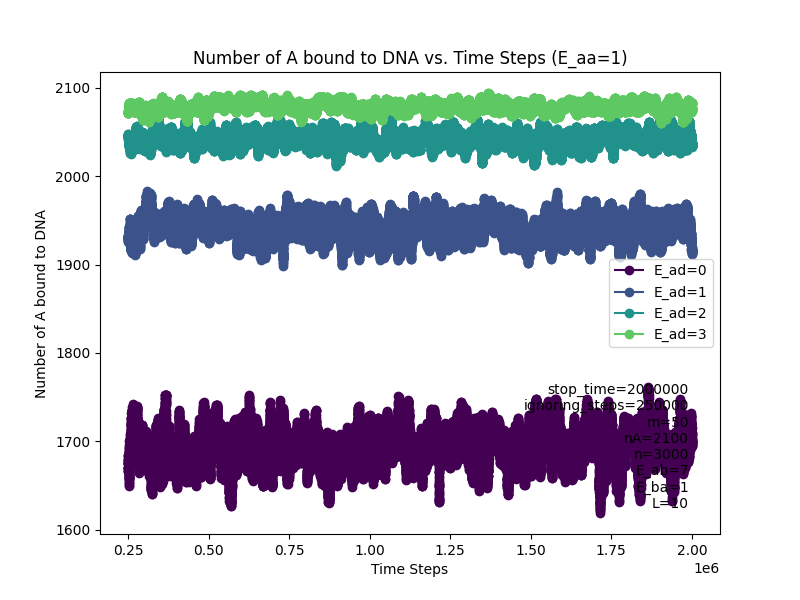 Number of A bound to DNA vs. Time Steps (E_aa=1)
Number of A bound to DNA
2100
2000
1900
1800
1700
1600
E_ad=0
E_ad=1
E_ad=2
E_ad=3
stop_time=2000000
ignoring_steps=250000
m=50
nA=2100
n=3000
E_ab=7
E_ba=1
L=10
0.25
0.50
0.75
1.00
1.25
1.50
1.75
2.00
1e6
Time Steps